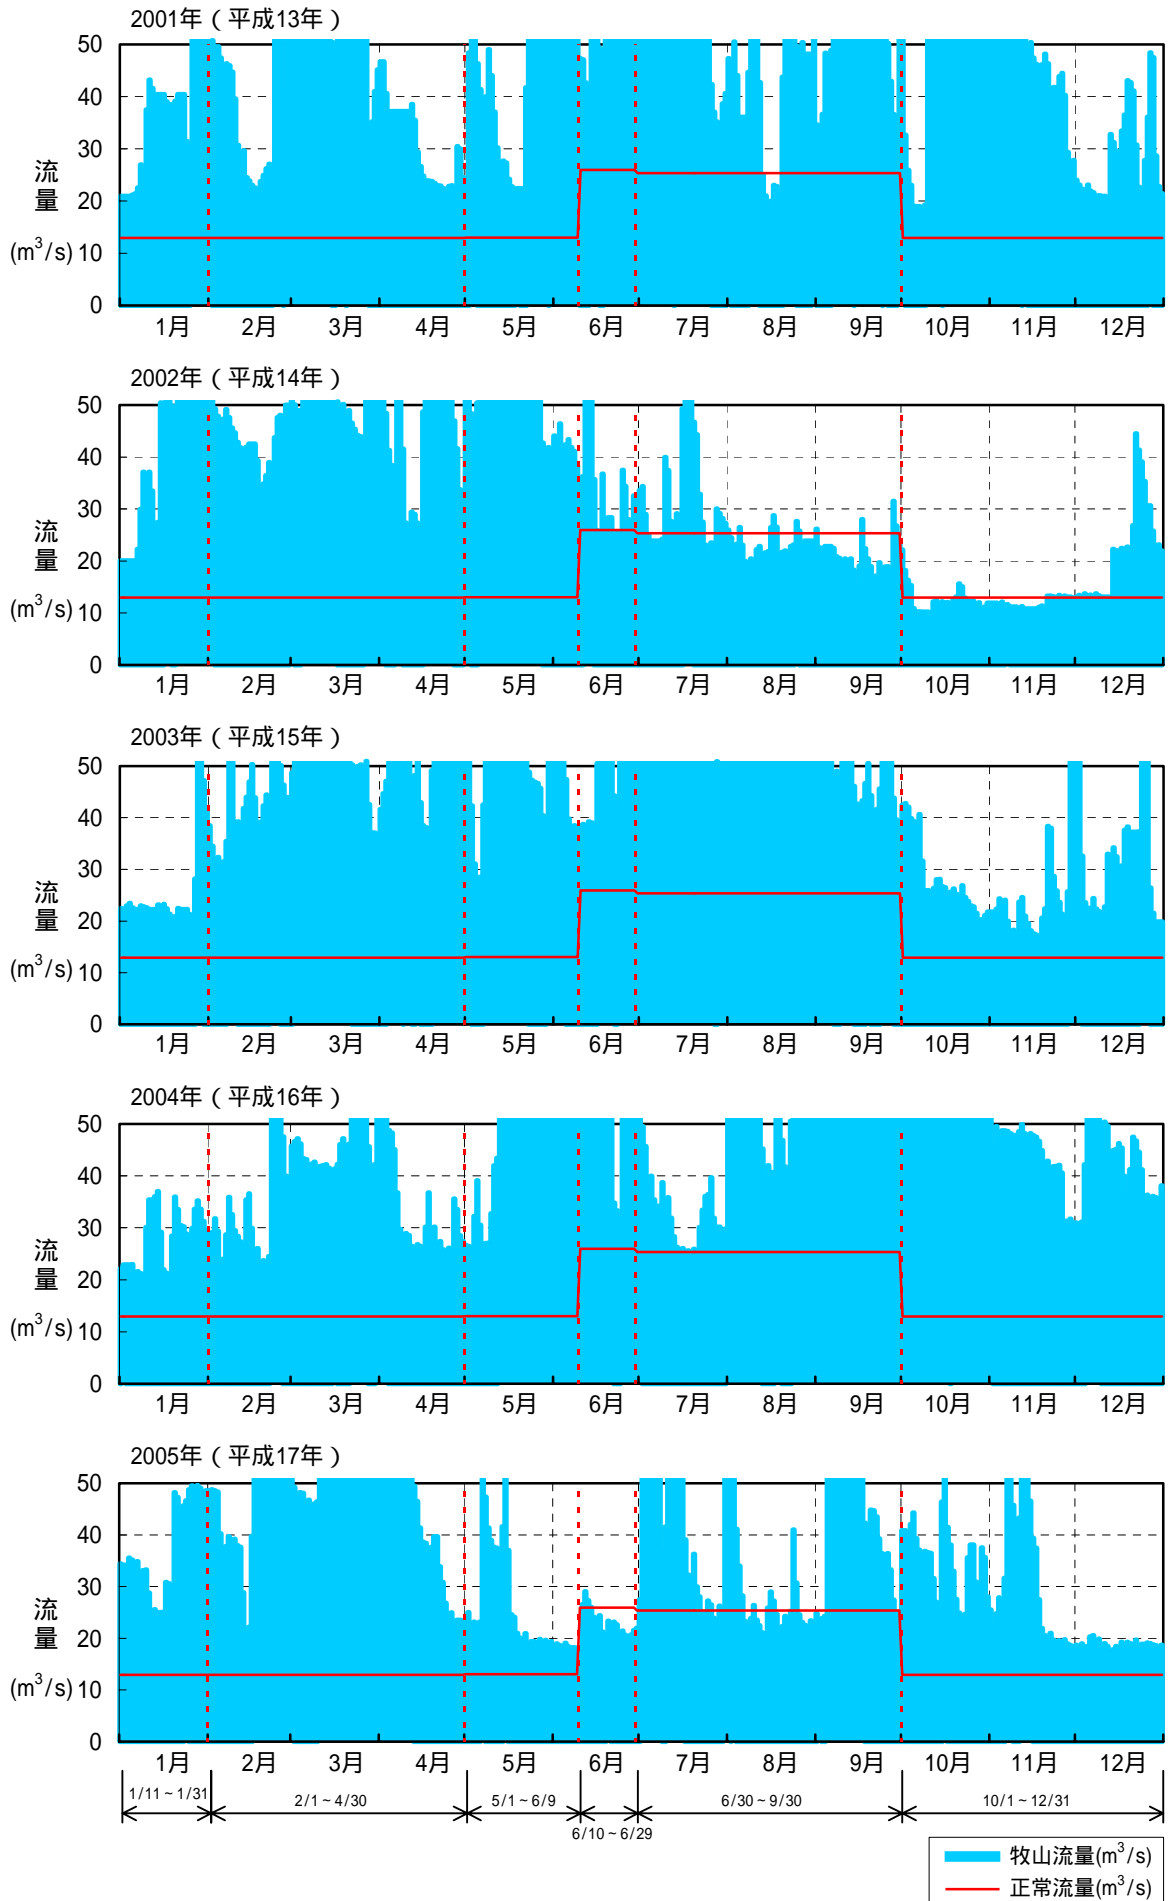 2001年（平成13年）
50
40
30
20
10
0
流量
(m³/s)
1月 2月 3月 4月 5月 6月 7月 8月 9月 10月 11月 12月
2002年（平成14年）
50
40
30
20
10
0
流量
(m³/s)
1月 2月 3月 4月 5月 6月 7月 8月 9月 10月 11月 12月
2003年（平成15年）
50
40
30
20
10
0
流量
(m³/s)
1月 2月 3月 4月 5月 6月 7月 8月 9月 10月 11月 12月
2004年（平成16年）
50
40
30
20
10
0
流量
(m³/s)
1月 2月 3月 4月 5月 6月 7月 8月 9月 10月 11月 12月
2005年（平成17年）
50
40
30
20
10
0
流量
(m³/s)
1月 2月 3月 4月 5月 6月 7月 8月 9月 10月 11月 12月
1/11～1/31 2/1～4/30 5/1～6/9 6/30～9/30 10/1～12/31
6/10～6/29
牧山流量(m³/s)
正常流量(m³/s)